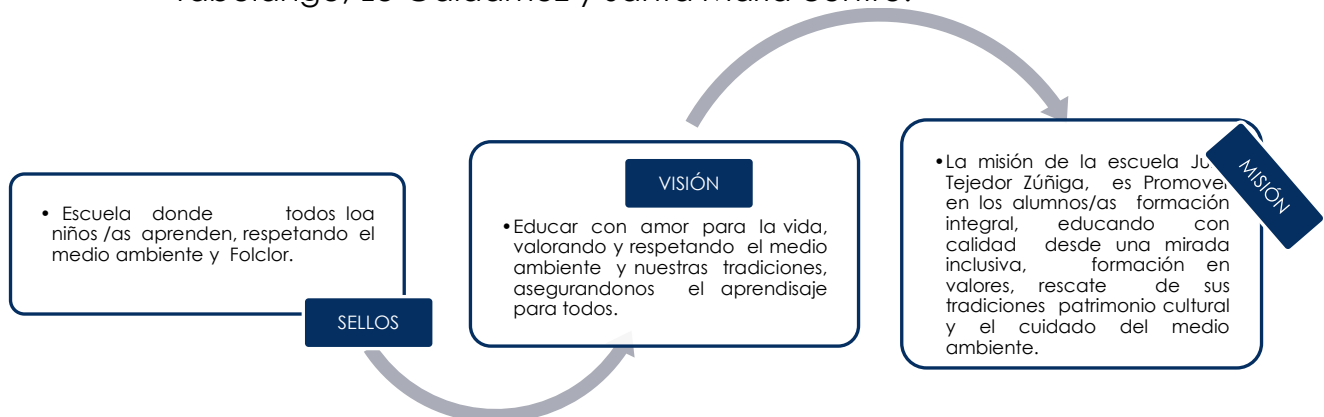 • Escuela donde todos loa
niños /as aprenden, respetando el
medio ambiente y Folclor.
SELLOS
VISIÓN
•Educar con amor para la vida,
valorando y respetando el medio
ambiente y nuestras tradiciones,
asegurandonos el aprendisaje
para todos.
MISIÓN
•La misión de la escuela
Tejedor Zúñiga, es Promover
en los alumnos/as formación
integral, educando con
calidad desde una mirada
inclusiva, formación en
valores, rescate de sus
tradiciones patrimonio cultural
y el cuidado del medio
ambiente.